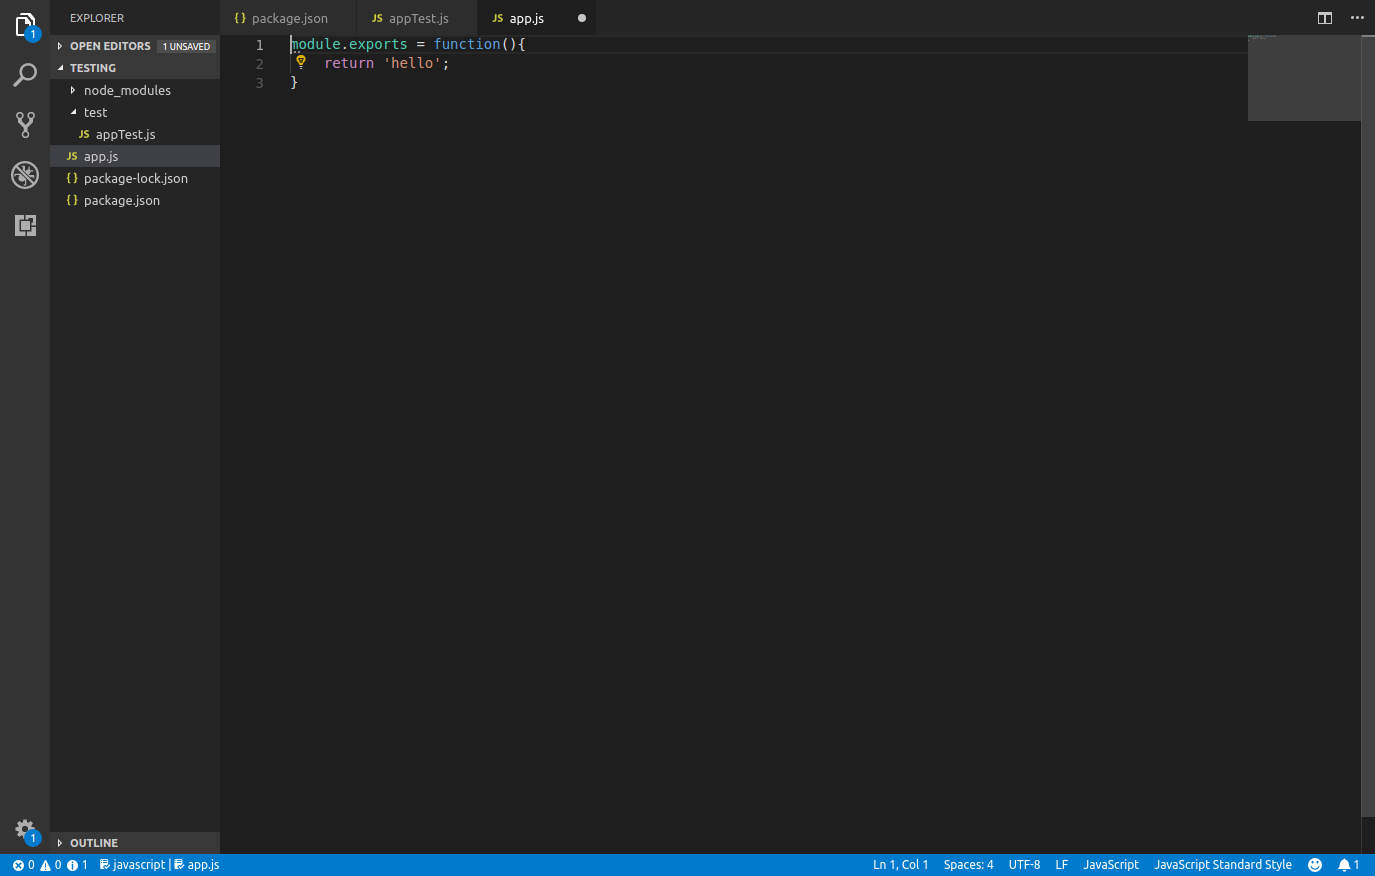 EXPLORER
{} package.json
JS appTest.js
JS app.js
1
OPEN EDITORS 1 UNSAVED
TESTING
node_modules
test
JS appTest.js
JS app.js
{} package-lock.json
{} package.json
1 module.exports = function(){
2 return 'hello';
3 }
1
OUTLINE
0 0 1 javascript | app.js
Ln 1, Col 1 Spaces: 4 UTF-8 LF JavaScript JavaScript Standard Style 1